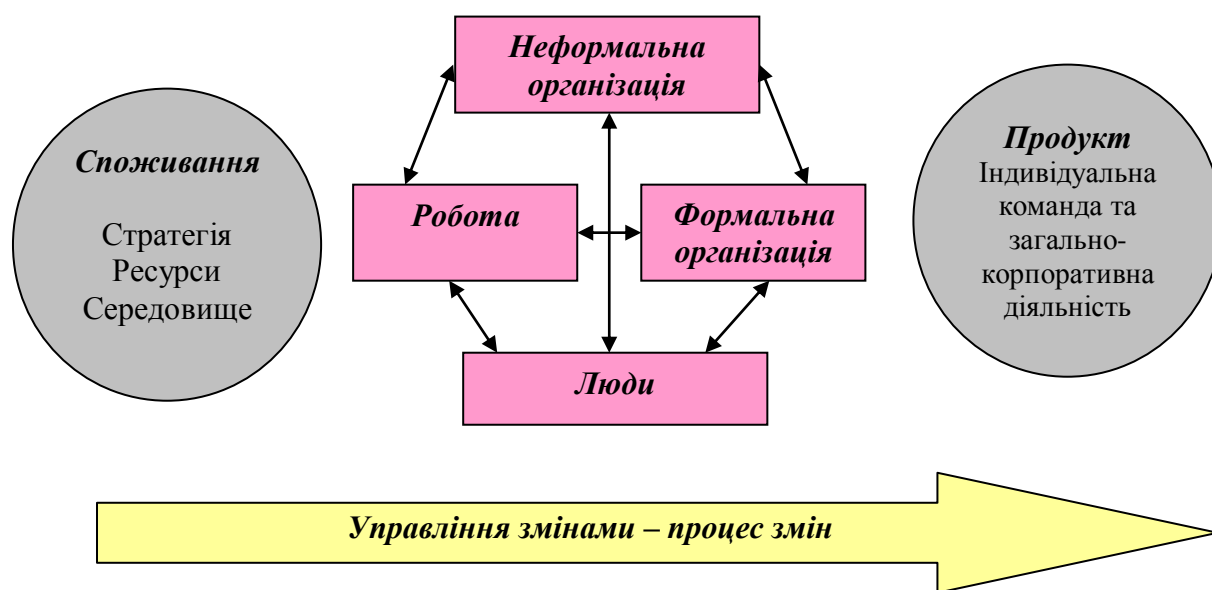 Неформальна
організація
Споживання
Стратегія
Ресурси
Середовище
Робота
Формальна
організація
Люди
Продукт
Індивідуальна
команда та
загально-
корпоративна
діяльність
Управління змінами – процес змін